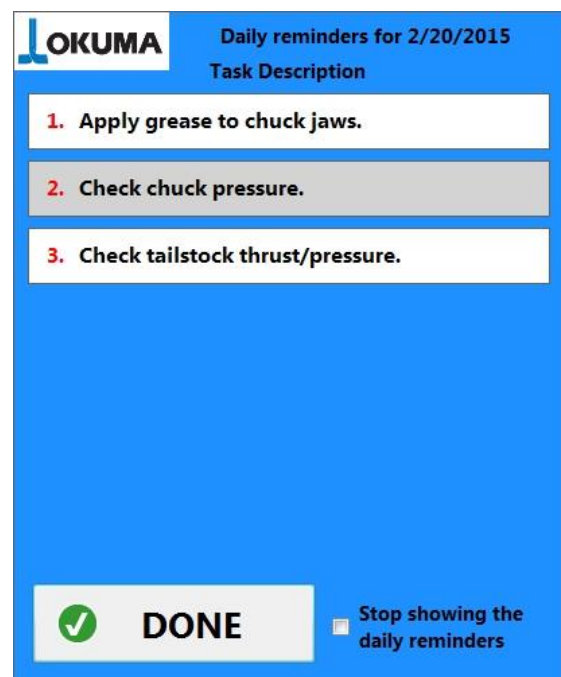 OKUMA
Daily reminders for 2/20/2015
Task Description
1. Apply grease to chuck jaws.
2. Check chuck pressure.
3. Check tailstock thrust/pressure.
DONE
Stop showing the
daily reminders